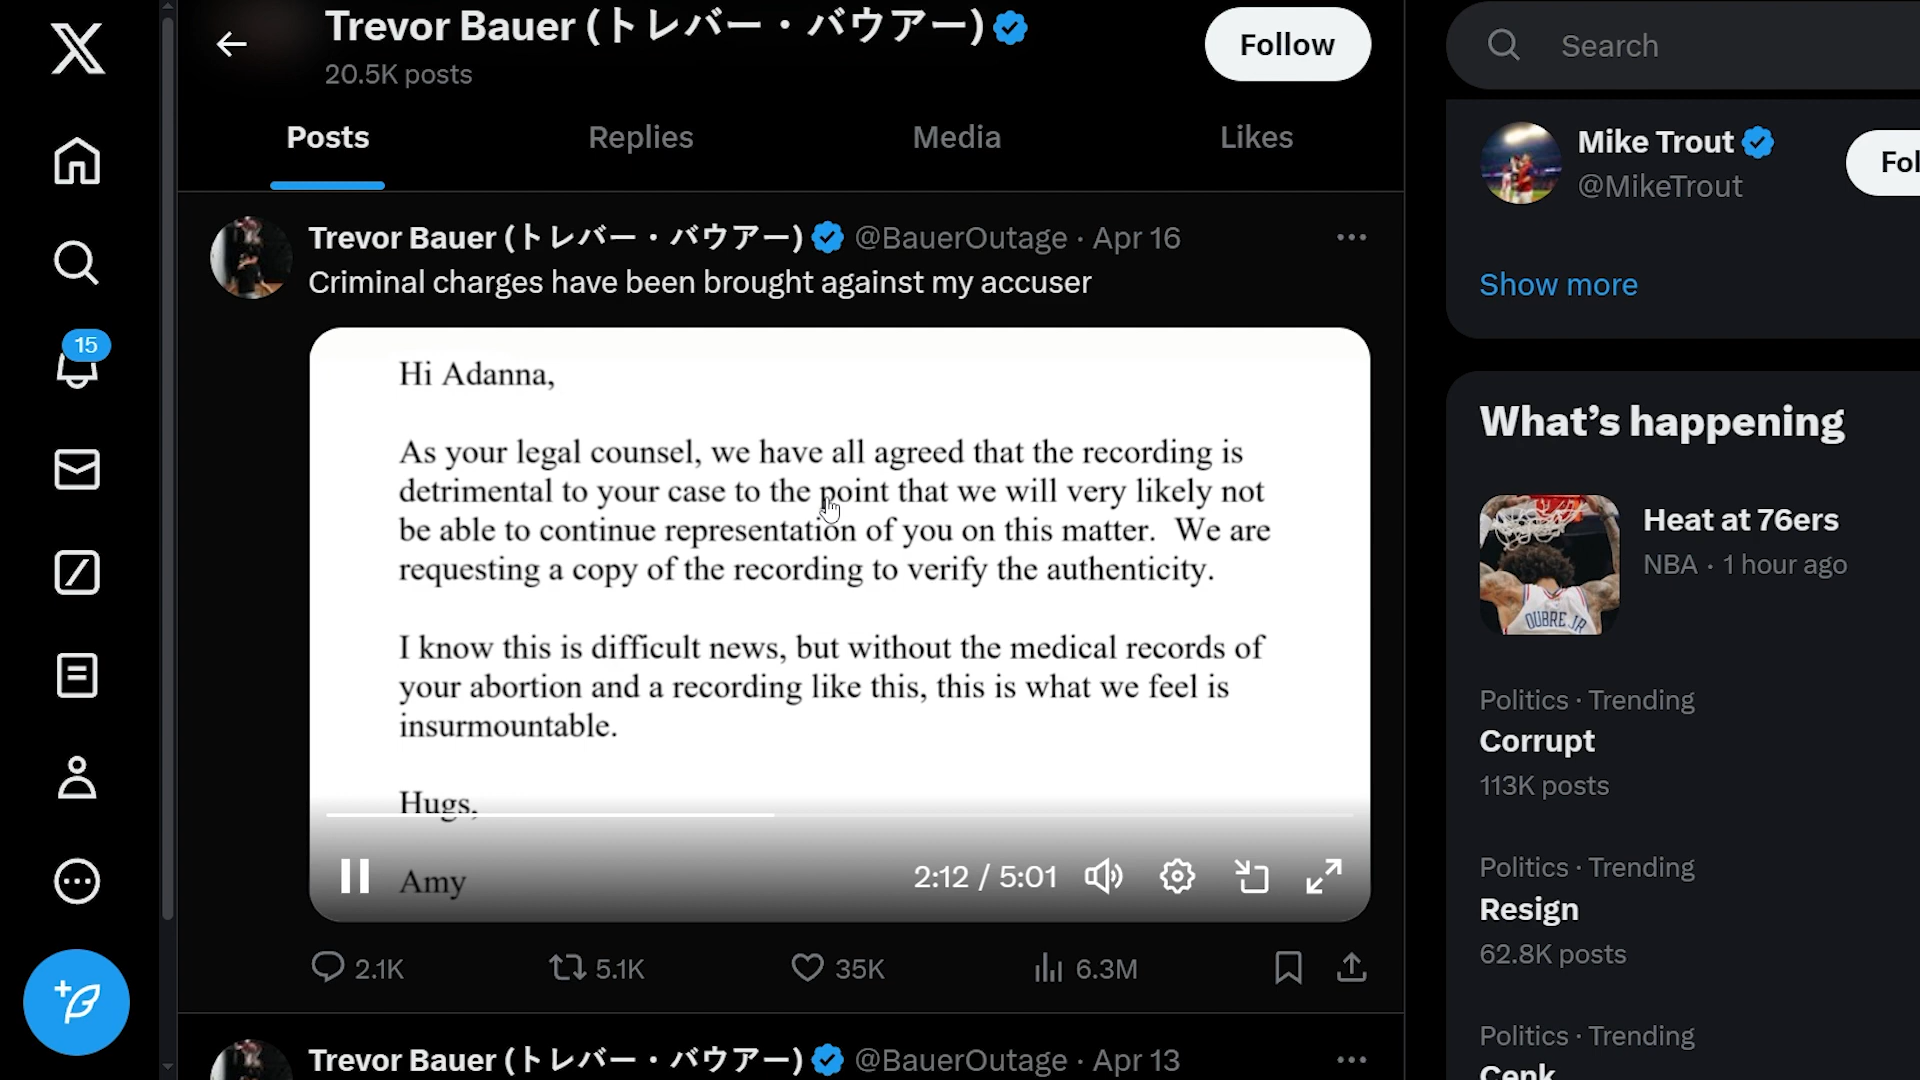 Trevor Bauer (トレバー・バウアー)
20.5K posts
Follow
Search
Posts
Replies
Media
Likes
Mike Trout
@MikeTrout
Fol
Show more
Trevor Bauer (トレバー・バウアー) @BauerOutage · Apr 16
Criminal charges have been brought against my accuser
Hi Adanna,
As your legal counsel, we have all agreed that the recording is
detrimental to your case to the point that we will very likely not
be able to continue representation of you on this matter. We are
requesting a copy of the recording to verify the authenticity.
I know this is difficult news, but without the medical records of
your abortion and a recording like this, this is what we feel is
insurmountable.
Hugs,
Amy
2:12 / 5:01
2.1K
5.1K
35K
6.3M
Trevor Bauer (トレバー・バウアー) @BauerOutage · Apr 13
15
What's happening
Heat at 76ers
NBA · 1 hour ago
OUBRE JR
Politics · Trending
Corrupt
113K posts
Politics · Trending
Resign
62.8K posts
Politics · Trending
Cenk